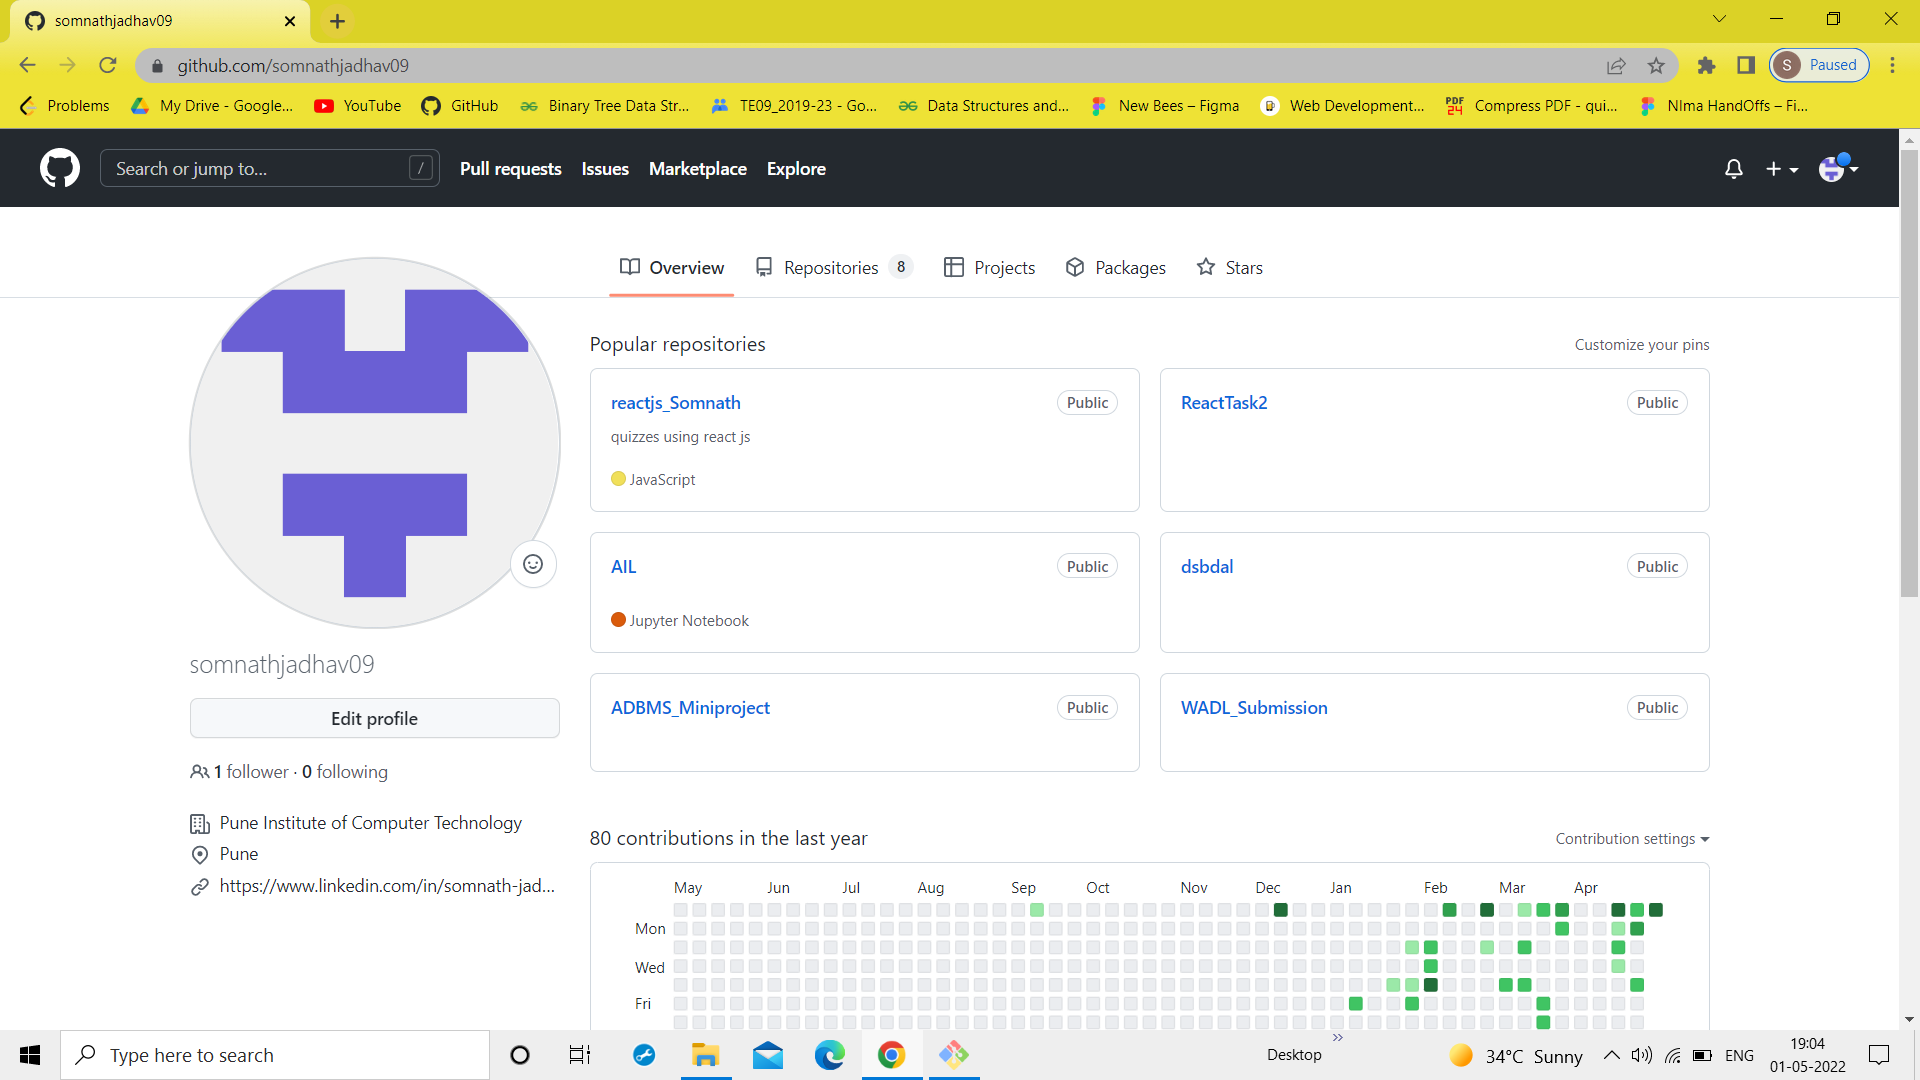 somnathjadhav09
github.com/somnathjadhav09
S Paused
Problems My Drive - Google... YouTube GitHub Binary Tree Data Str... TE09_2019-23 - Go... Data Structures and... New Bees – Figma Web Development... PDF 24 Compress PDF - qui... NIma HandOffs – Fi...
Search or jump to... / Pull requests Issues Marketplace Explore
Overview Repositories 8 Projects Packages Stars
Popular repositories Customize your pins
reactjs_Somnath Public
quizzes using react js
JavaScript
ReactTask2 Public
AIL Public
Jupyter Notebook
dsbdal Public
ADBMS_Miniproject Public
WADL_Submission Public
somnathjadhav09
Edit profile
1 follower · 0 following
Pune Institute of Computer Technology
Pune
https://www.linkedin.com/in/somnath-jad...
80 contributions in the last year Contribution settings
May Jun Jul Aug Sep Oct Nov Dec Jan Feb Mar Apr
Mon
Wed
Fri
Type here to search
Desktop
34°C Sunny
ENG
19:04
01-05-2022